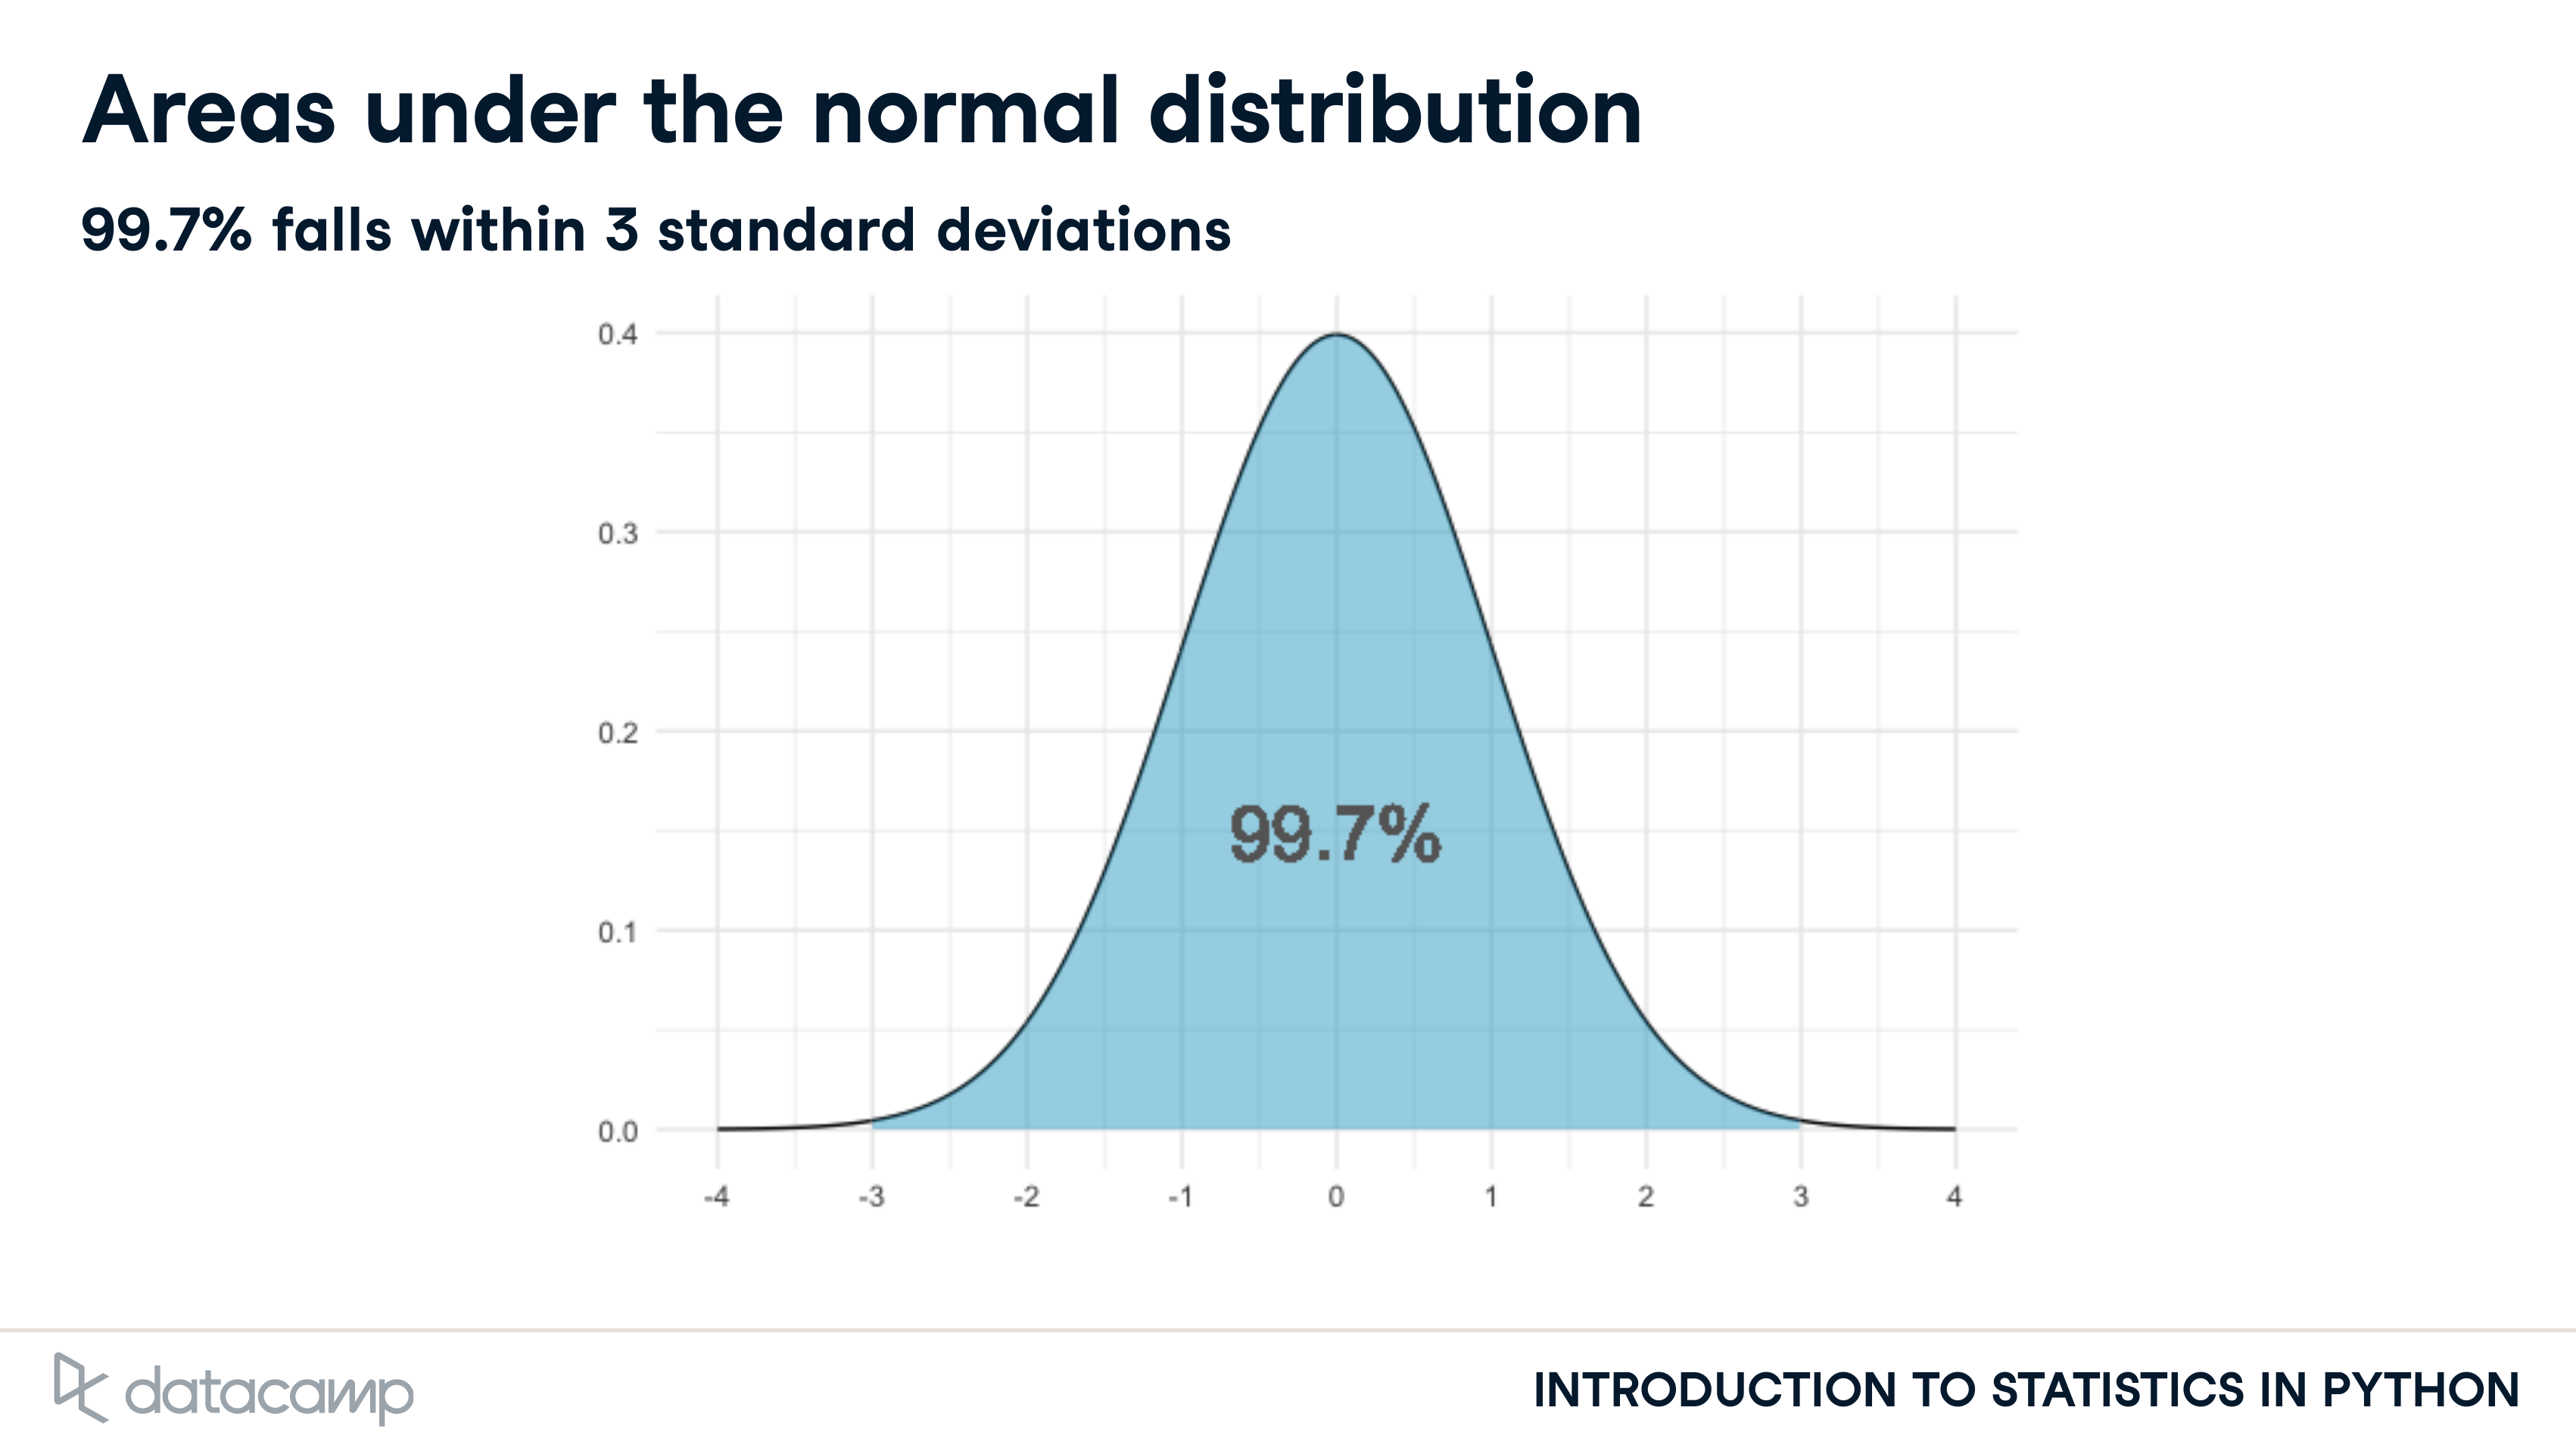 Areas under the normal distribution
99.7% falls within 3 standard deviations
0.4
0.3
0.2
99.7%
0.1
0.0
-4 -3 -2 -1 0 1 2 3 4
datacamp
INTRODUCTION TO STATISTICS IN PYTHON